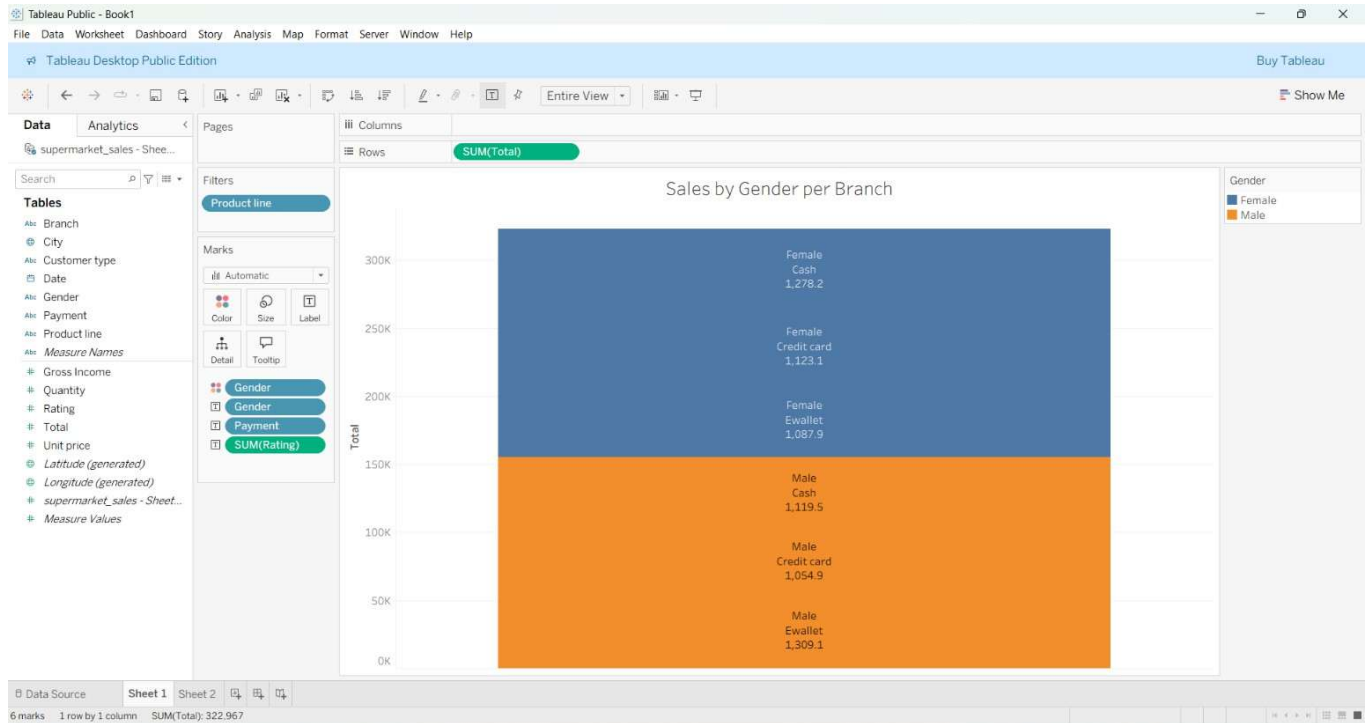 Tableau Public - Book1
File Data Worksheet Dashboard Story Analysis Map Format Server Window Help
Tableau Desktop Public Edition
Buy Tableau
Entire View
Show Me
Data
Analytics
Pages
iii Columns
Rows
SUM(Total)
supermarket_sales - Shee...
Search
Tables
Abc Branch
City
Abc Customer type
Date
Abc Gender
Abc Payment
Abc Product line
Abc Measure Names
# Gross Income
# Quantity
# Rating
# Total
# Unit price
Latitude (generated)
Longitude (generated)
# supermarket_sales - Sheet...
# Measure Values
Filters
Product line
Marks
Automatic
Color Size Label
Detail Tooltip
Gender
Gender
Payment
SUM(Rating)
Sales by Gender per Branch
Total
300K
250K
200K
150K
100K
50K
0K
Female
Cash
1,278.2
Female
Credit card
1,123.1
Female
Ewallet
1,087.9
Male
Cash
1,119.5
Male
Credit card
1,054.9
Male
Ewallet
1,309.1
Gender
Female
Male
Data Source
Sheet 1
Sheet 2
6 marks 1 row by 1 column SUM(Total): 322,967